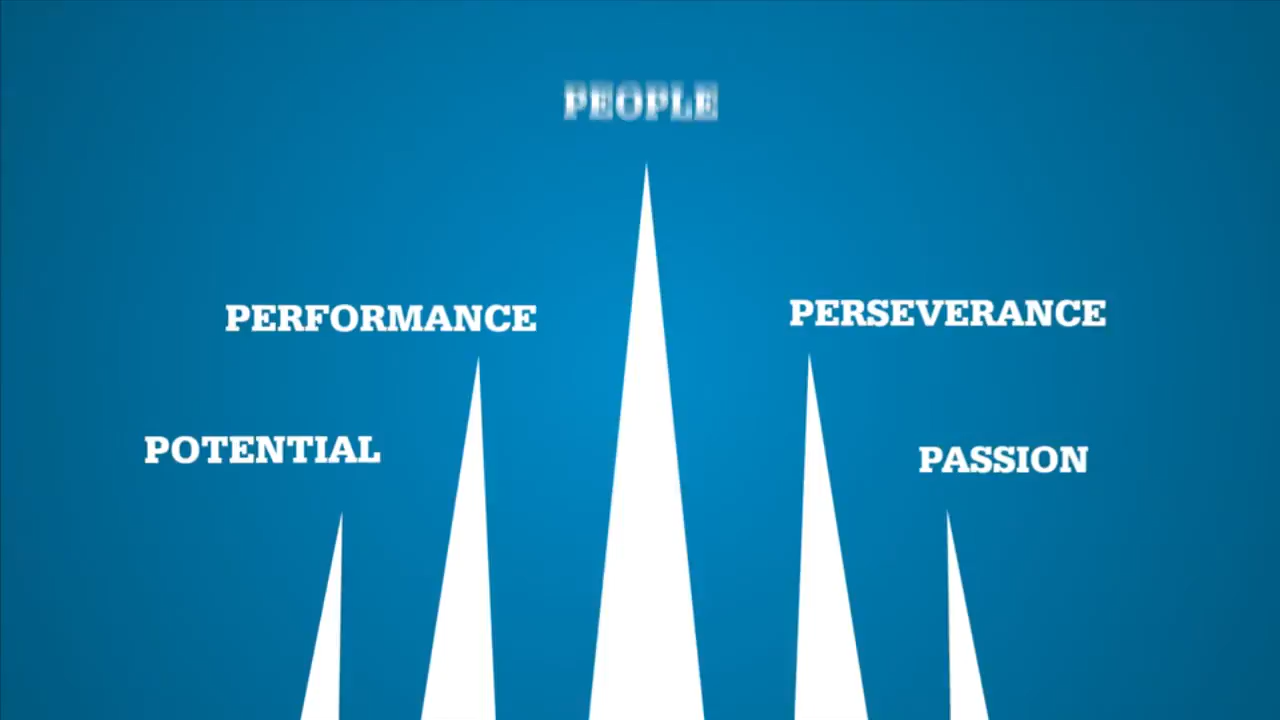 PEOPLE
PERFORMANCE
PERSEVERANCE
POTENTIAL
PASSION